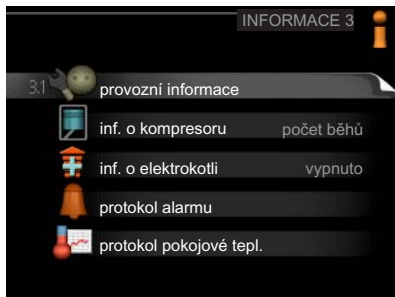 INFORMACE 3
3.1 provozní informace
inf. o kompresoru počet běhů
inf. o elektrokotli vypnuto
protokol alarmu
protokol pokojové tepl.